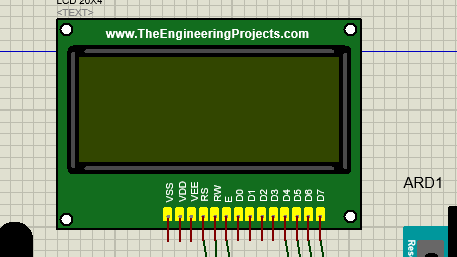 LCD 20X4
<TEXT>
www.TheEngineeringProjects.com
VSS
VDD
VEE
RS
RW
E
D0
D1
D2
D3
D4
D5
D6
D7
ARD1
Res